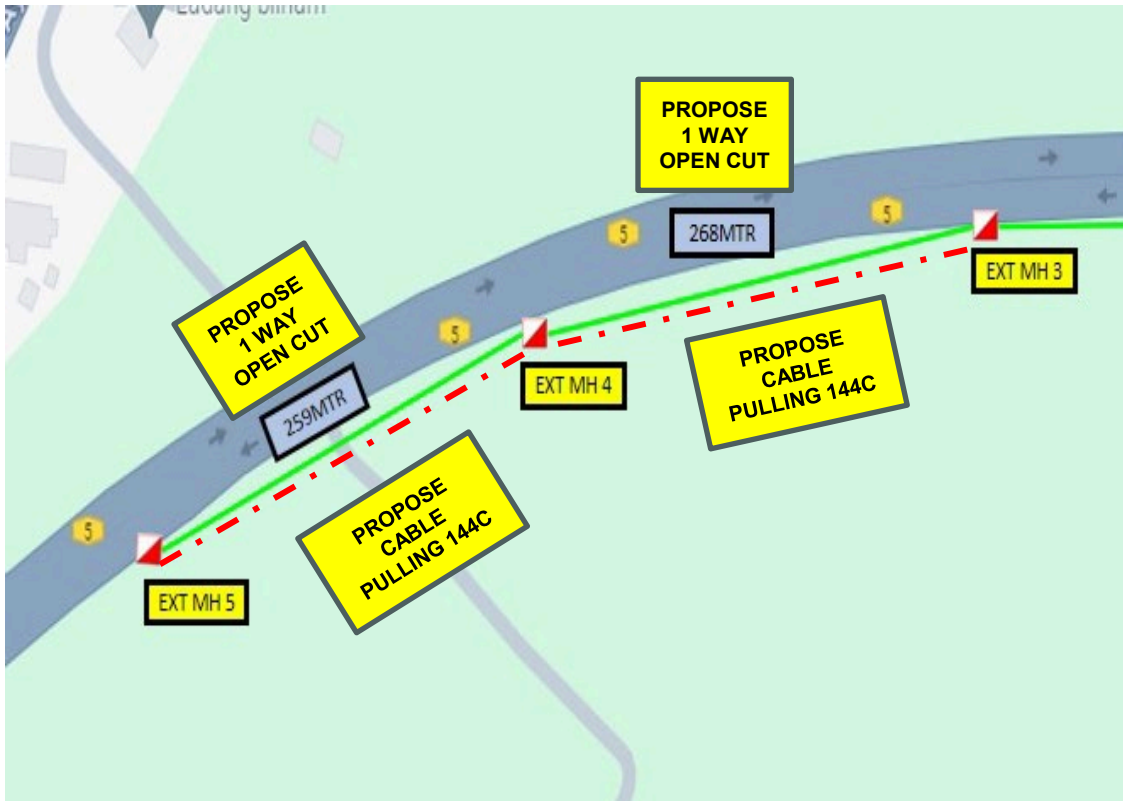 PROPOSE
1 WAY
OPEN CUT
5
268MTR
5
EXT MH 3
PROPOSE
1 WAY
OPEN CUT
5
259MTR
EXT MH 4
PROPOSE
CABLE
PULLING 144C
PROPOSE
CABLE
PULLING 144C
5
EXT MH 5